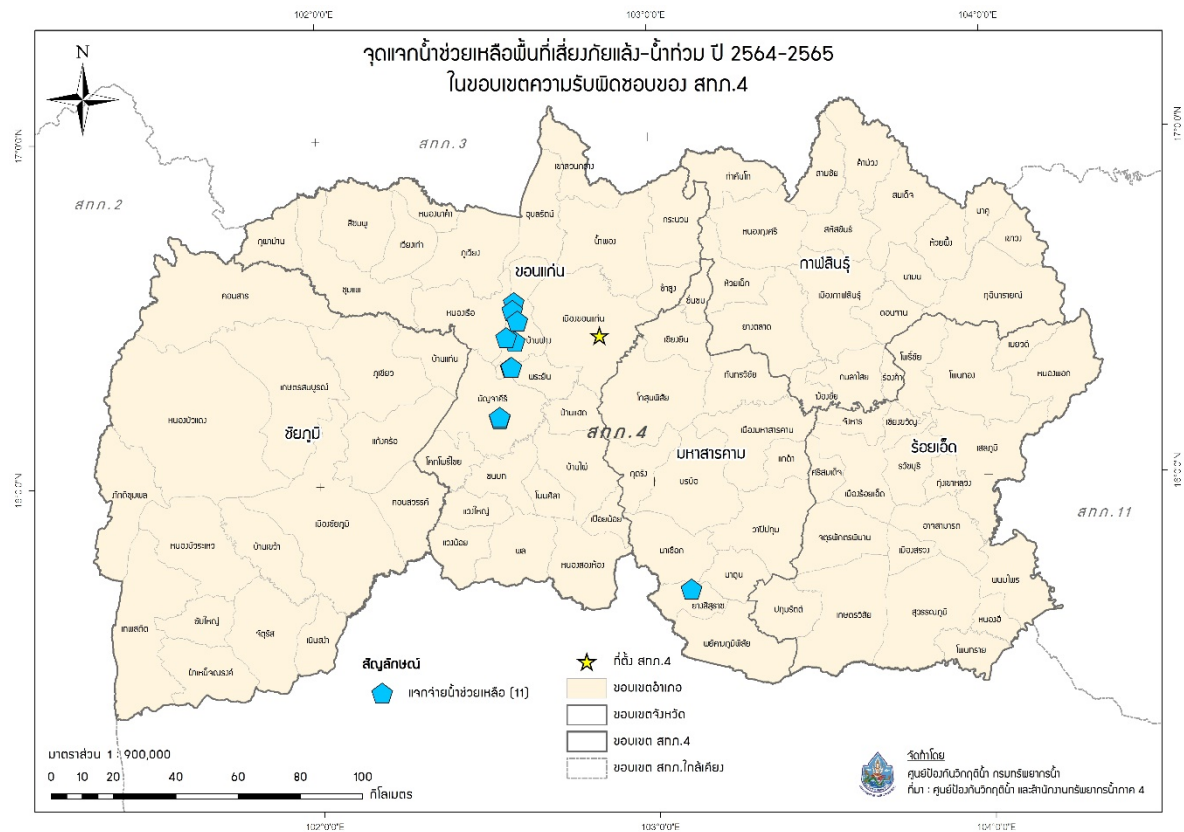 102°0'0"E
103°0'0"E
104°0'0"E
จุดแจกน้ำช่วยเหลือพื้นที่เสี่ยงภัยแล้ง-น้ำท่วม ปี 2564-2565
ในขอบเขตความรับผิดชอบของ สทภ.4
N
17°0'0"N
17°0'0"N
สทภ.3
สทภ.2
เขาสวนกวาง
ท่าคันโท
สามชัย
คำม่วง
สมเด็จ
สีชมพู
หนองนาคำ
อุบลรัตน์
กระนวน
นาคู
ภูผาม่าน
เวียงเก่า
ภูเวียง
น้ำพอง
หนองกุงศรี
สหัสขันธ์
ห้วยผึ้ง
เขาวง
ขอนแก่น
กาฬสินธุ์
คอนสาร
ชุมแพ
ซำสูง
ห้วยเม็ก
นามน
กุฉินารายณ์
ชื่นชม
เมืองกาฬสินธุ์
หนองเรือ
เมืองขอนแก่น
ดอนจาน
ยางตลาด
บ้านฝาง
เชียงยืน
เมยวดี
บ้านแท่น
โพธิ์ชัย
ภูเขียว
พระยืน
กันทรวิชัย
กมลาไสย
ร่องคำ
โพนทอง
หนองพอก
เกษตรสมบูรณ์
มัญจาคีรี
โกสุมพิสัย
ฆ้องชัย
หนองบัวแดง
บ้านแฮด
จังหาร
เชียงขวัญ
ชัยภูมิ
แก้งคร้อ
สทภ.4
เมืองมหาสารคาม
มหาสารคาม
ร้อยเอ็ด
เสลภูมิ
โคกโพธิ์ไชย
บ้านไผ่
กุดรัง
แกดำ
ธวัชบุรี
ชนบท
บรบือ
ศรีสมเด็จ
ทุ่งเขาหลวง
16°0'0"N
16°0'0"N
ภักดีชุมพล
คอนสวรรค์
โนนศิลา
เมืองร้อยเอ็ด
แวงใหญ่
เปือยน้อย
สทภ.11
เมืองชัยภูมิ
วาปีปทุม
อาจสามารถ
หนองบัวระเหว
บ้านเขว้า
แวงน้อย
พล
นาเชือก
จตุรพักตรพิมาน
เมืองสรวง
หนองสองห้อง
นาดูน
พนมไพร
ยางสีสุราช
ปทุมรัตต์
เกษตรวิสัย
สุวรรณภูมิ
หนองฮี
เทพสถิต
ซับใหญ่
จัตุรัส
เนินสง่า
พยัคฆภูมิพิสัย
โพนทราย
บำเหน็จณรงค์
สัญลักษณ์
แจกจ่ายน้ำช่วยเหลือ (11)
ที่ตั้ง สทภ.4
ขอบเขตอำเภอ
ขอบเขตจังหวัด
ขอบเขต สทภ.4
ขอบเขต สทภ.ใกล้เคียง
มาตราส่วน 1 : 900,000
0 5 10 20 40 60 80 100
กิโลเมตร
จัดทำโดย
ศูนย์ป้องกันวิกฤติน้ำ กรมทรัพยากรน้ำ
ที่มา : ศูนย์ป้องกันวิกฤติน้ำ และสำนักงานทรัพยากรน้ำภาค 4
102°0'0"E
103°0'0"E
104°0'0"E